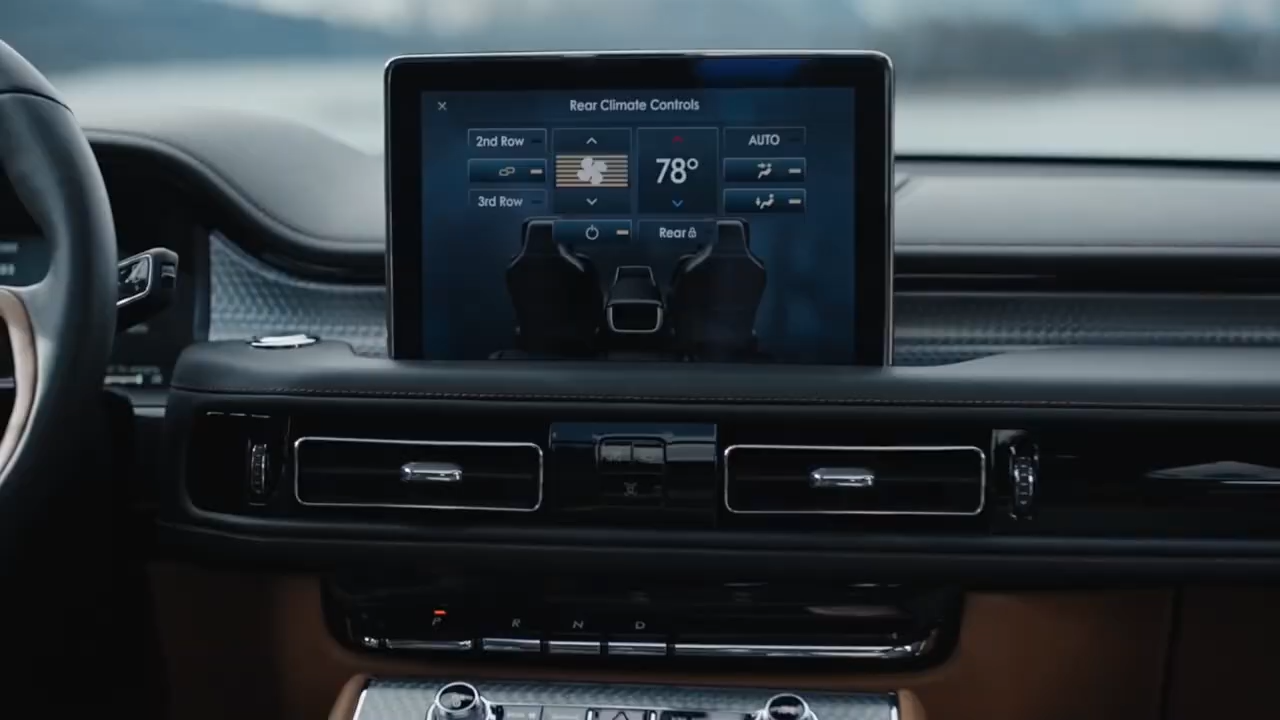 Rear Climate Controls
2nd Row
AUTO
78°
3rd Row
Rear
P R N D